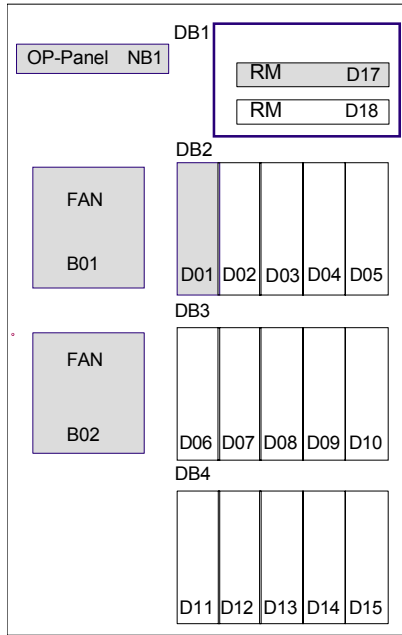 DB1
OP-Panel NB1
RM D17
RM D18
DB2
FAN
B01
D01 D02 D03 D04 D05
DB3
FAN
B02
D06 D07 D08 D09 D10
DB4
D11 D12 D13 D14 D15